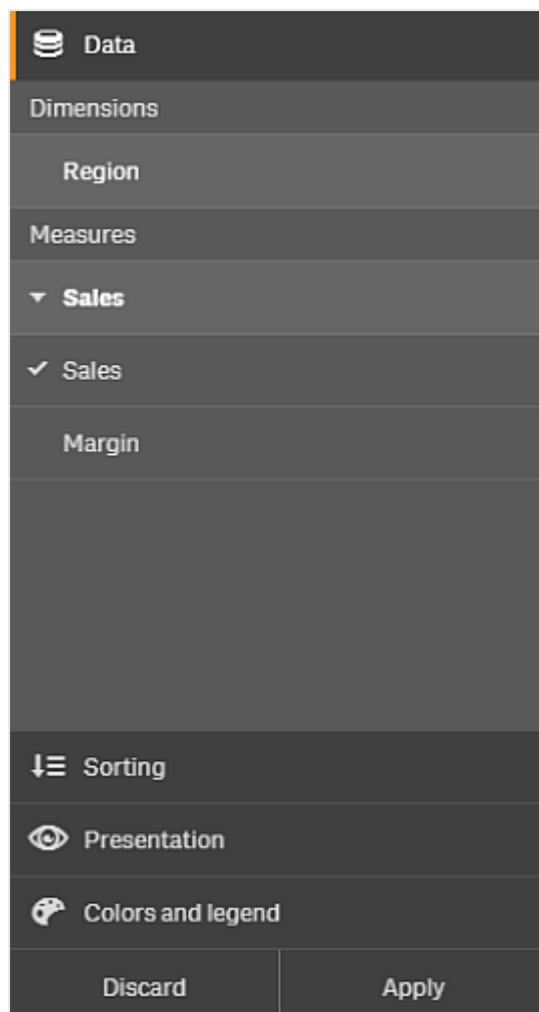 Data
Dimensions
Region
Measures
Sales
Sales
Margin
Sorting
Presentation
Colors and legend
Discard Apply